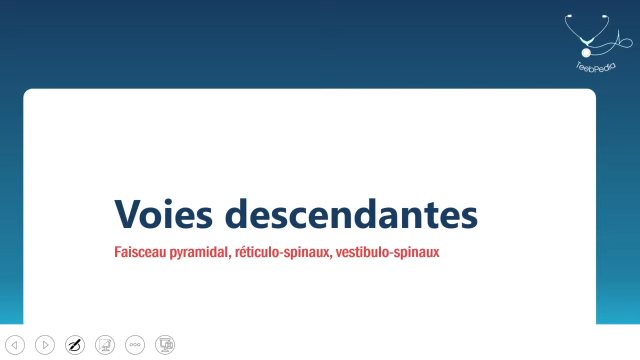 TeebPedia
Voies descendantes
Faisceau pyramidal, réticulo-spinaux, vestibulo-spinaux